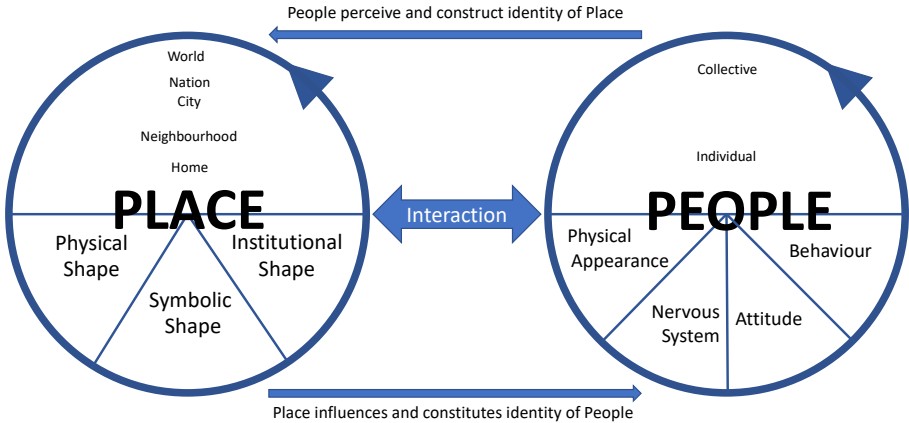 People perceive and construct identity of Place
World
Nation
City
Neighbourhood
Home
PLACE
Physical
Shape
Symbolic
Shape
Institutional
Shape
Interaction
Collective
Individual
PEOPLE
Physical
Appearance
Nervous
System
Attitude
Behaviour
Place influences and constitutes identity of People